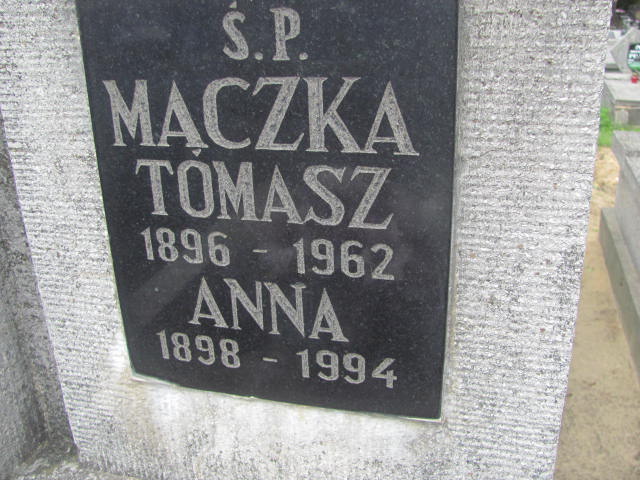 Ś.P.
MĄCZKA
TOMASZ
1896 - 1962
ANNA
1898 - 1994